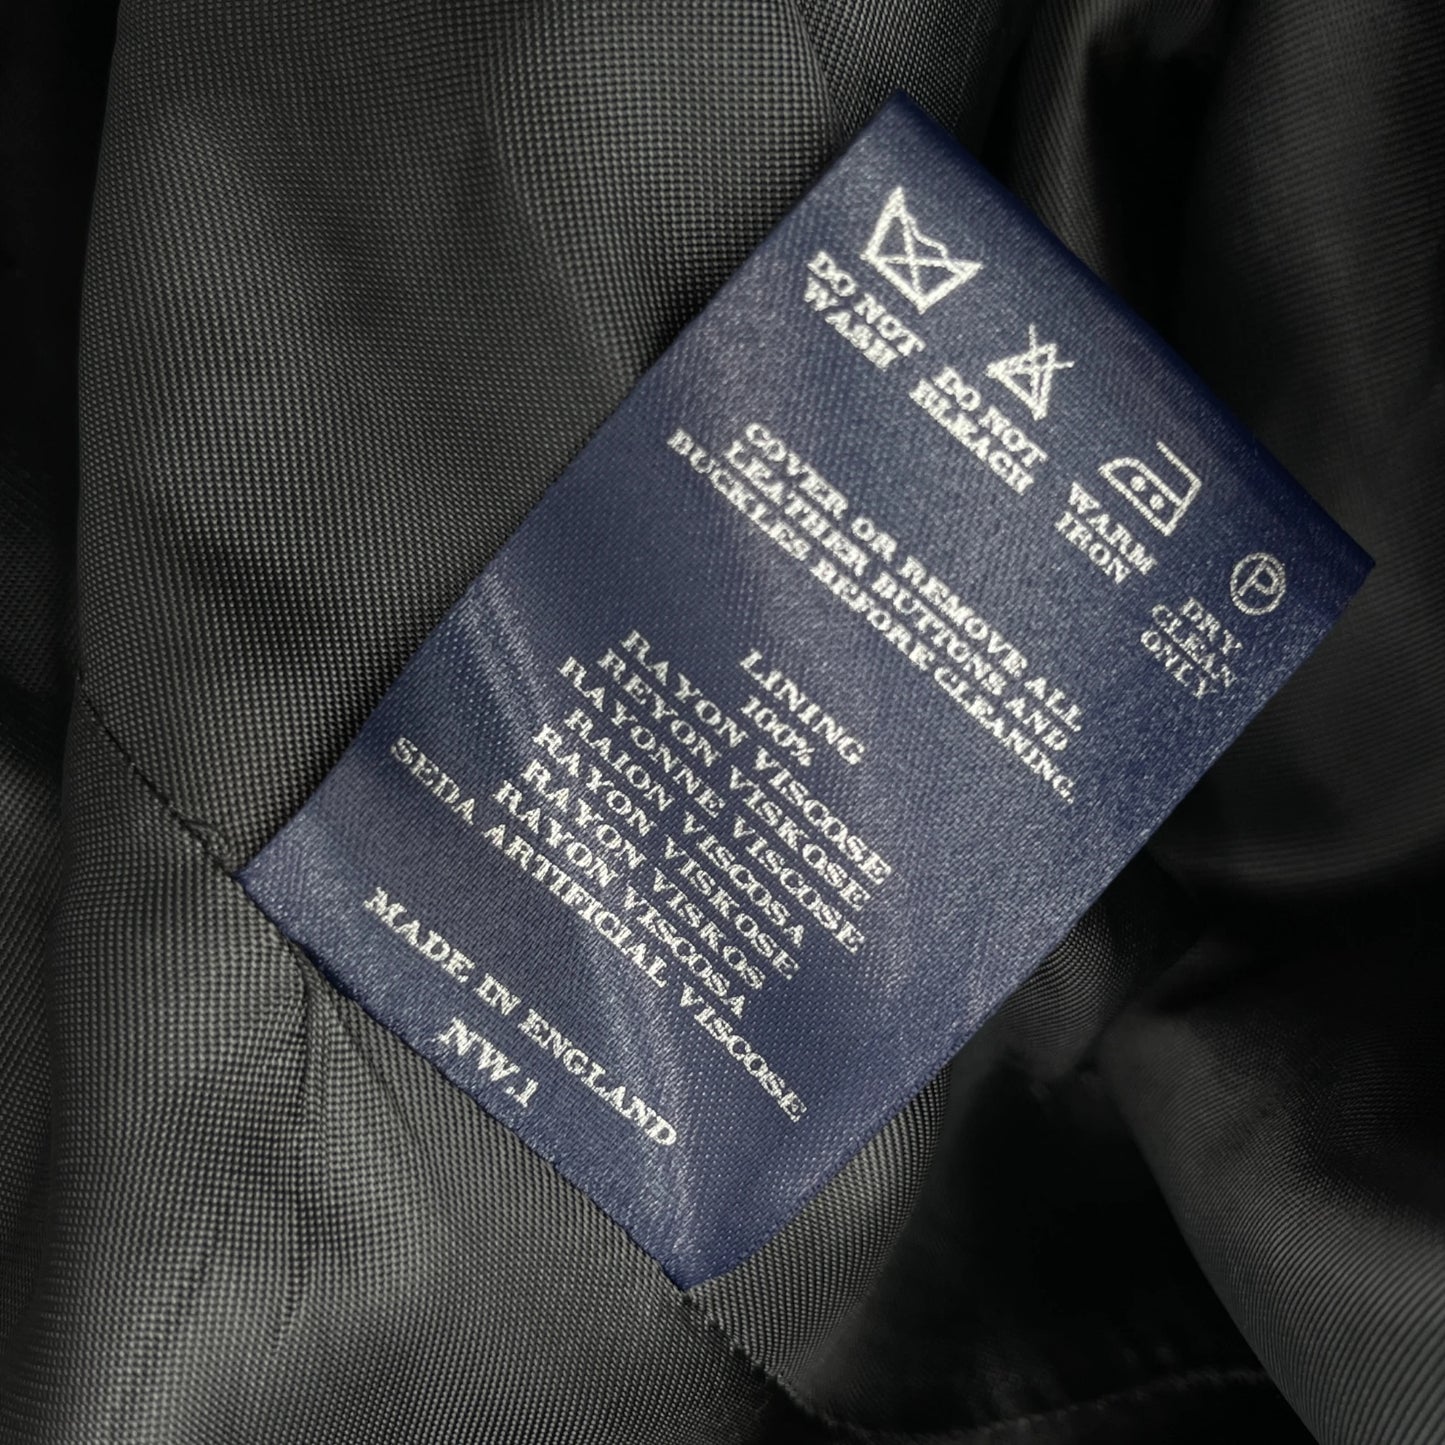 DO NOT
WASH
DO NOT
BLEACH
WARM
IRON
P
DRY
CLEAN
ONLY
COVER OR REMOVE ALL
LEATHER BUTTONS AND
BUCKLES BEFORE CLEANING.
LINING
100%
RAYON VISCOSE
REYON VISKOSE
RAYONNE VISCOSE
RAION VISCOSA
RAYON VISKOSE
RAYON VISKOS
RAYON VISCOSA
SEDA ARTIFICIAL VISCOSE
MADE IN ENGLAND
NW.1